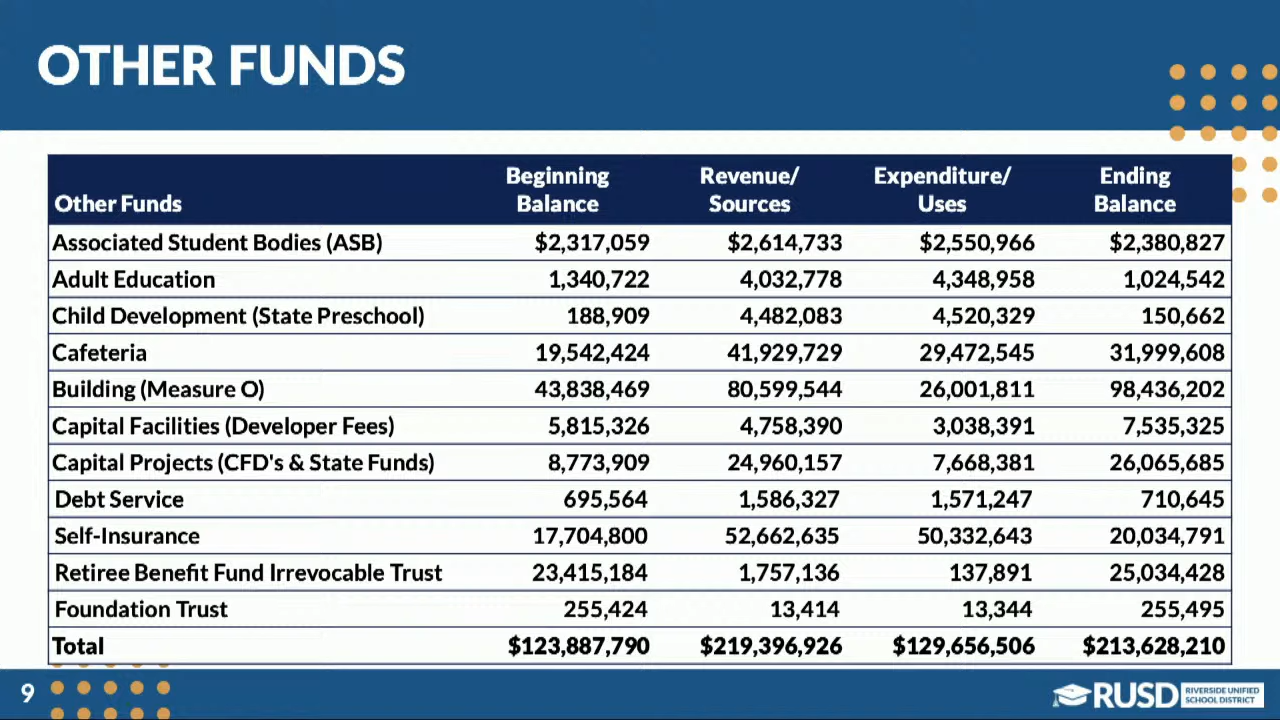 OTHER FUNDS
Other Funds Beginning Balance Revenue/ Sources Expenditure/ Uses Ending Balance
Associated Student Bodies (ASB) $2,317,059 $2,614,733 $2,550,966 $2,380,827
Adult Education 1,340,722 4,032,778 4,348,958 1,024,542
Child Development (State Preschool) 188,909 4,482,083 4,520,329 150,662
Cafeteria 19,542,424 41,929,729 29,472,545 31,999,608
Building (Measure O) 43,838,469 80,599,544 26,001,811 98,436,202
Capital Facilities (Developer Fees) 5,815,326 4,758,390 3,038,391 7,535,325
Capital Projects (CFD's & State Funds) 8,773,909 24,960,157 7,668,381 26,065,685
Debt Service 695,564 1,586,327 1,571,247 710,645
Self-Insurance 17,704,800 52,662,635 50,332,643 20,034,791
Retiree Benefit Fund Irrevocable Trust 23,415,184 1,757,136 137,891 25,034,428
Foundation Trust 255,424 13,414 13,344 255,495
Total $123,887,790 $219,396,926 $129,656,506 $213,628,210
9
RUSD RIVERSIDE UNIFIED
SCHOOL DISTRICT